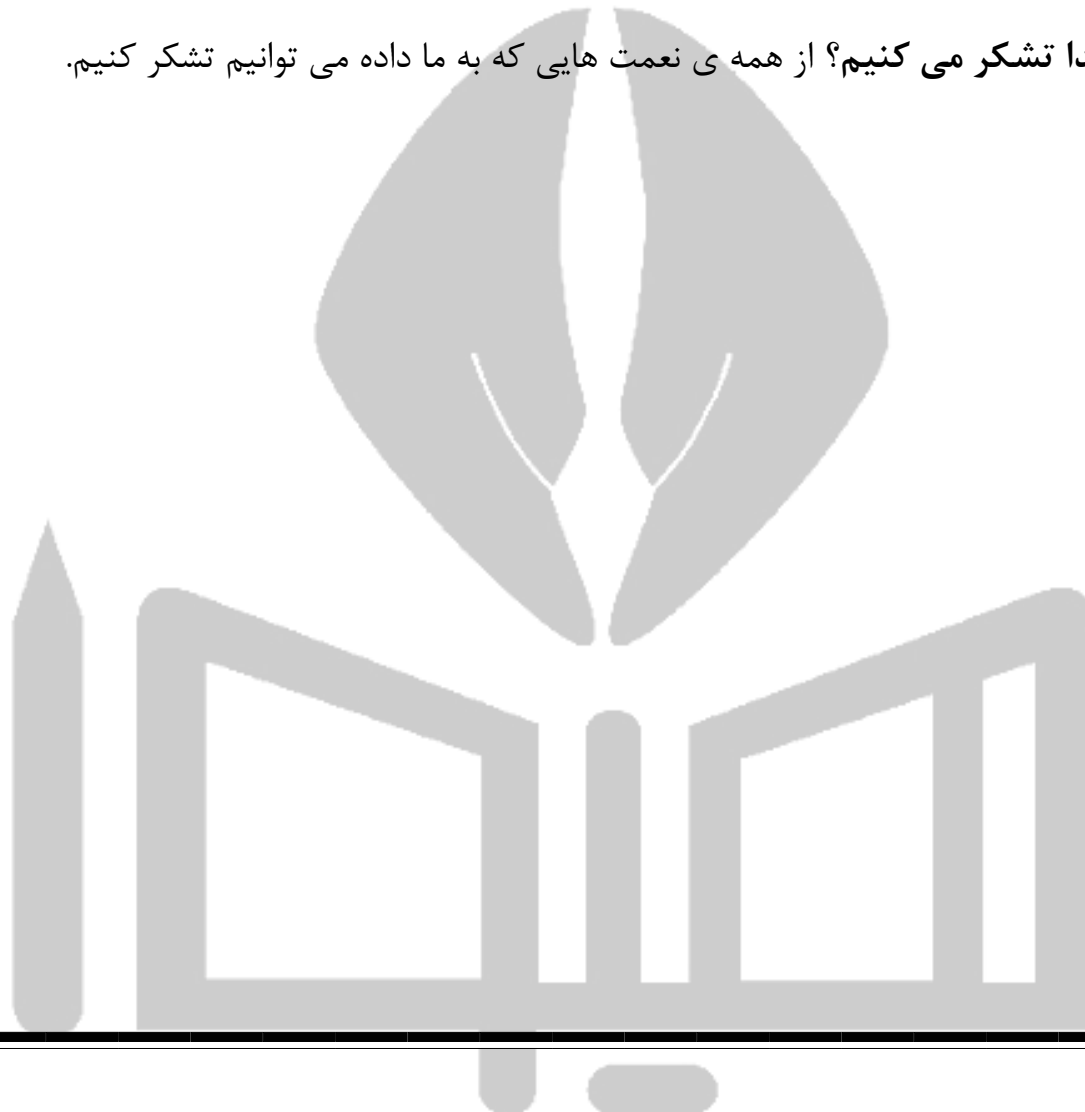 تشکر می کنیم؟ از همه ی نعمت هایی که به ما داده می توانیم تشکر کنیم.